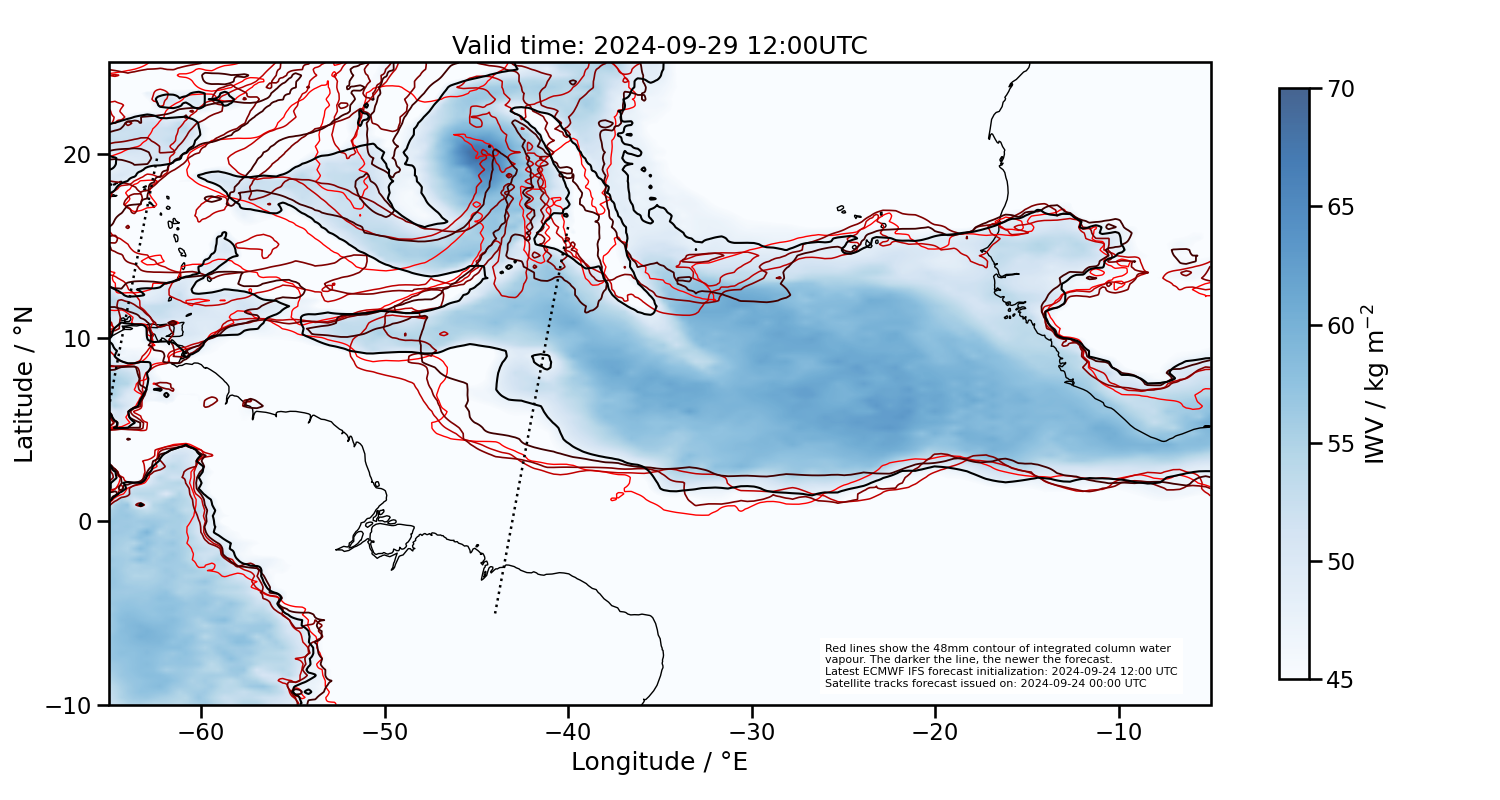 Valid time: 2024-09-29 12:00UTC
20
10
0
−10
Latitude / °N
−60
−50
−40
−30
−20
−10
Longitude / °E
Red lines show the 48mm contour of integrated column water
vapour. The darker the line, the newer the forecast.
Latest ECMWF IFS forecast initialization: 2024-09-24 12:00 UTC
Satellite tracks forecast issued on: 2024-09-24 00:00 UTC
70
65
60
55
50
45
IWV / kg m⁻²